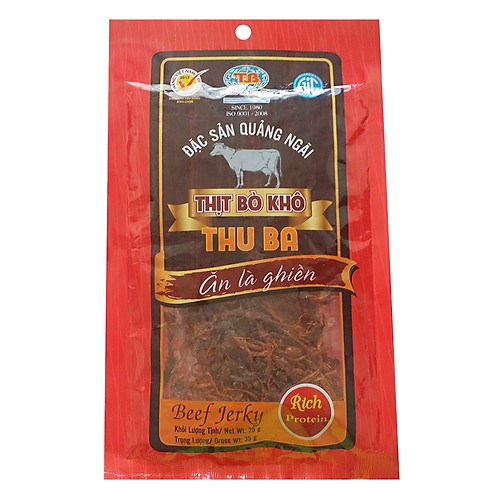 TB
SINCE 1980
ISO 9001 / 2008
ĐẶC SẢN QUẢNG NGÃI
THỊT BÒ KHÔ
THU BA
Ăn là ghiền
Beef Jerky
Khối Lượng Tịnh/ Net Wt: 25 g
Trọng Lượng/ Gross Wt: 35 g
Rich
Protein